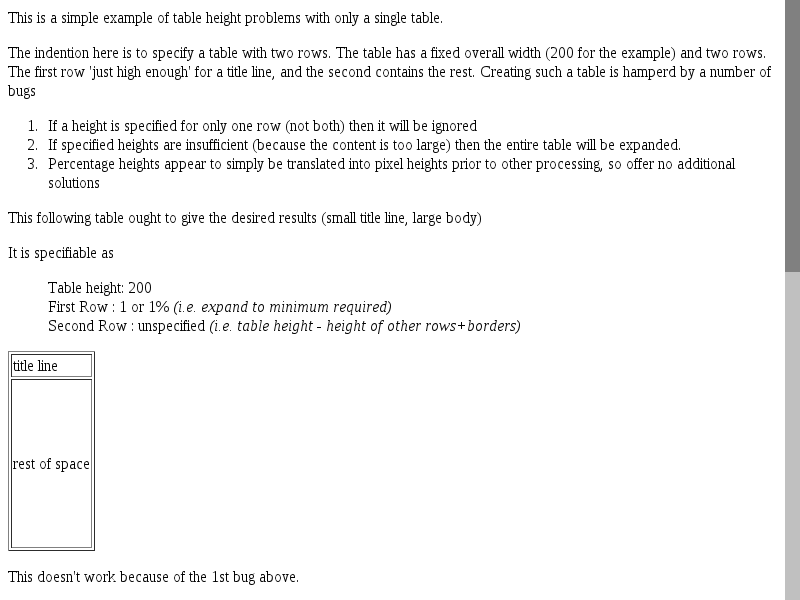 This is a simple example of table height problems with only a single table.
The indention here is to specify a table with two rows. The table has a fixed overall width (200 for the example) and two rows.
The first row 'just high enough' for a title line, and the second contains the rest. Creating such a table is hamperd by a number of
bugs
1. If a height is specified for only one row (not both) then it will be ignored
2. If specified heights are insufficient (because the content is too large) then the entire table will be expanded.
3. Percentage heights appear to simply be translated into pixel heights prior to other processing, so offer no additional
solutions
This following table ought to give the desired results (small title line, large body)
It is specifiable as
Table height: 200
First Row : 1 or 1% (i.e. expand to minimum required)
Second Row : unspecified (i.e. table height - height of other rows+borders)
title line
rest of space
This doesn't work because of the 1st bug above.